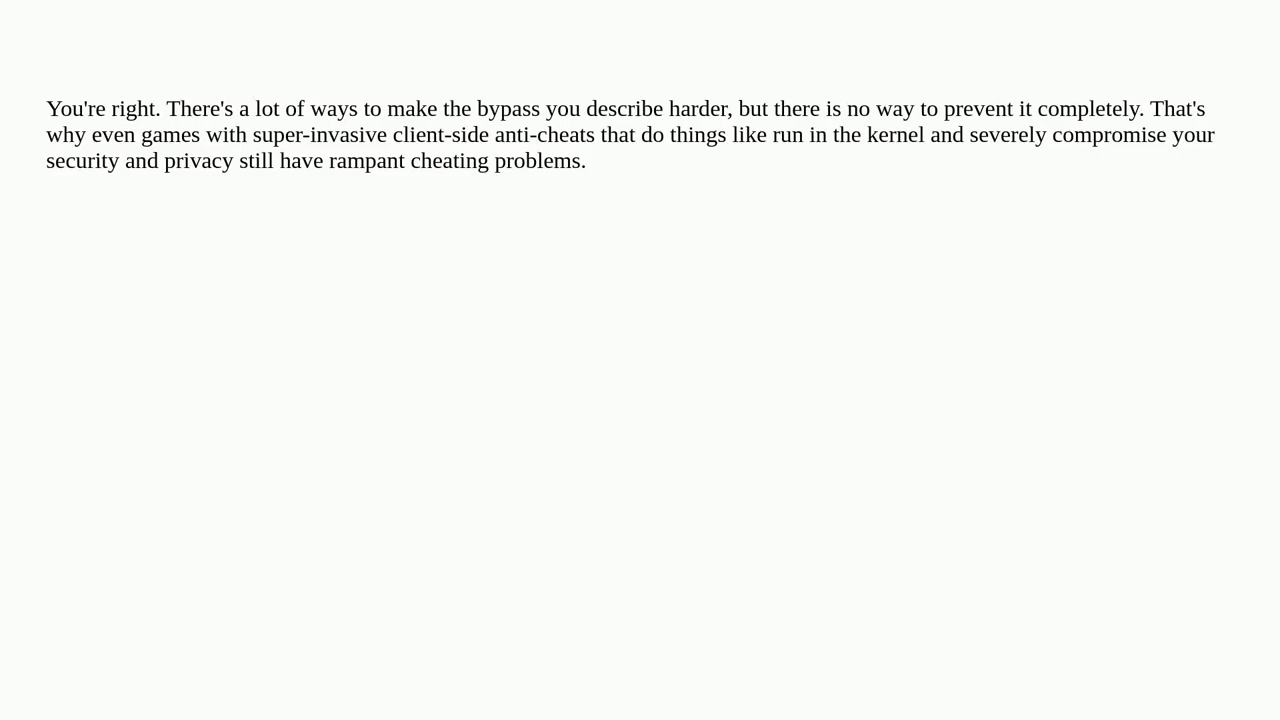 You're right. There's a lot of ways to make the bypass you describe harder, but there is no way to prevent it completely. That's
why even games with super-invasive client-side anti-cheats that do things like run in the kernel and severely compromise your
security and privacy still have rampant cheating problems.